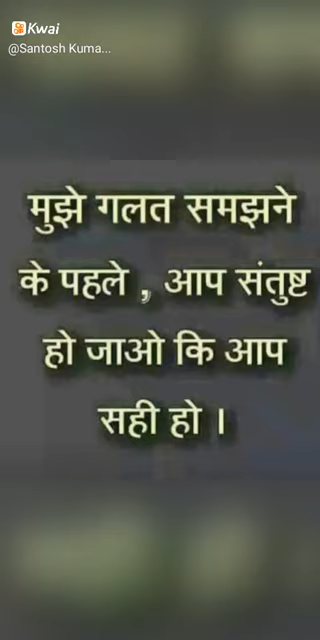 Kwai
@Santosh Kuma...
मुझे गलत समझने
के पहले , आप संतुष्ट
हो जाओ कि आप
सही हो ।